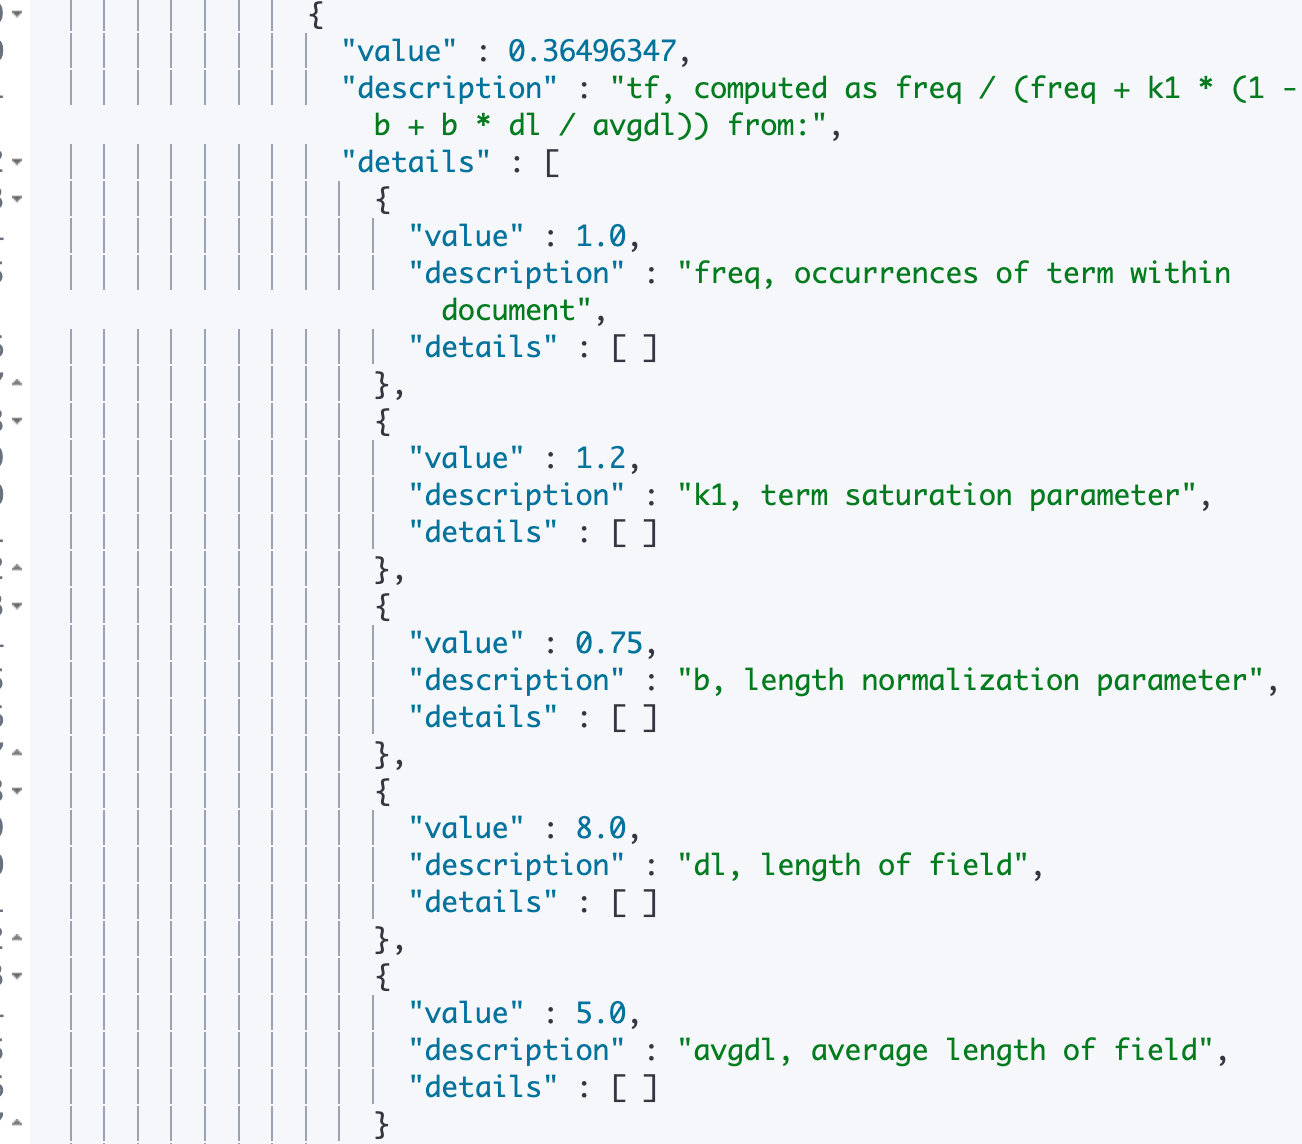 {
"value" : 0.36496347,
"description" : "tf, computed as freq / (freq + k1 * (1 -
b + b * dl / avgdl)) from:",
"details" : [
{
"value" : 1.0,
"description" : "freq, occurrences of term within
document",
"details" : [ ]
},
{
"value" : 1.2,
"description" : "k1, term saturation parameter",
"details" : [ ]
},
{
"value" : 0.75,
"description" : "b, length normalization parameter",
"details" : [ ]
},
{
"value" : 8.0,
"description" : "dl, length of field",
"details" : [ ]
},
{
"value" : 5.0,
"description" : "avgdl, average length of field",
"details" : [ ]
}